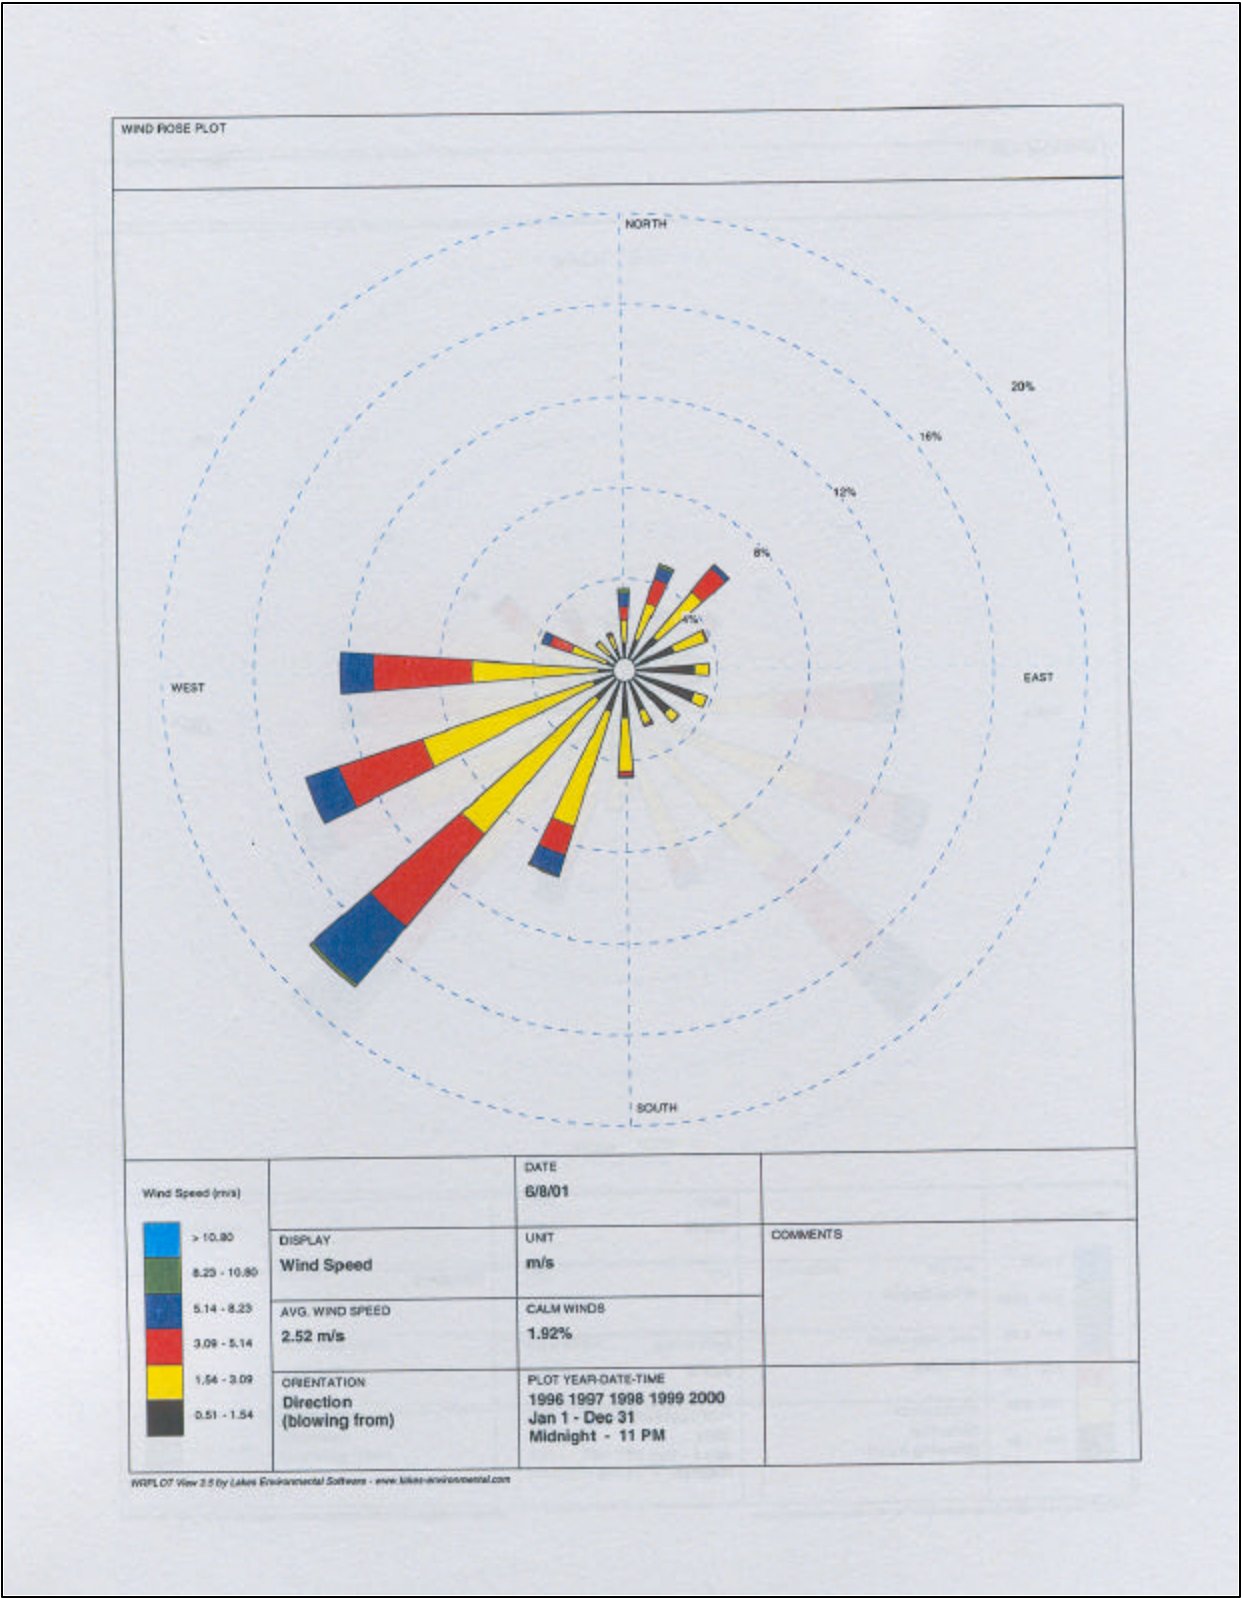 WIND ROSE PLOT
NORTH
20%
16%
12%
8%
4%
WEST
EAST
SOUTH
Wind Speed (m/s)
> 10.80
8.23 - 10.80
5.14 - 8.23
3.09 - 5.14
1.54 - 3.09
0.51 - 1.54
DATE
6/8/01
DISPLAY
Wind Speed
UNIT
m/s
COMMENTS
AVG. WIND SPEED
2.52 m/s
CALM WINDS
1.92%
ORIENTATION
Direction
(blowing from)
PLOT YEAR-DATE-TIME
1996 1997 1998 1999 2000
Jan 1 - Dec 31
Midnight - 11 PM
WRPLOT View 3.5 by Lakes Environmental Software - www.lakes-environmental.com